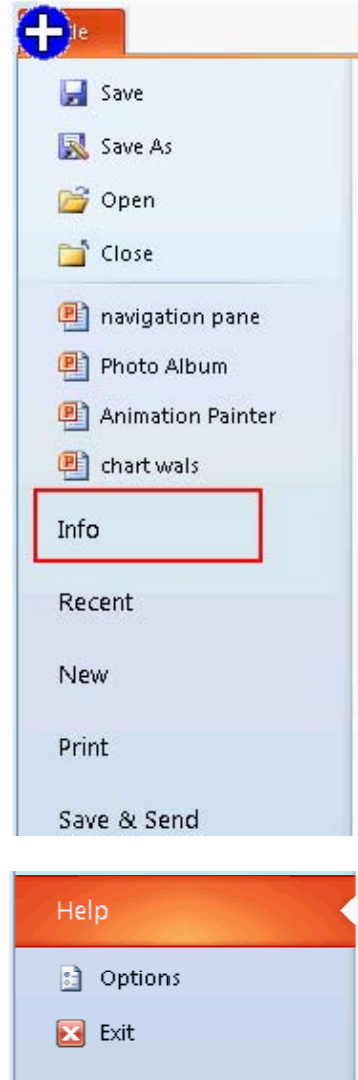 le
Save
Save As
Open
Close
navigation pane
Photo Album
Animation Painter
chart wals
Info
Recent
New
Print
Save & Send
Help
Options
Exit